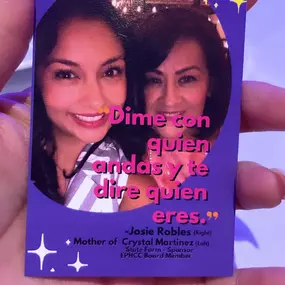 "Dime con
quien
andas y te
dire quien
eres."
-Josie Robles (Right)
Mother of Crystal Martinez (Left)
State Farm - Sponsor
EPHCC Board Member